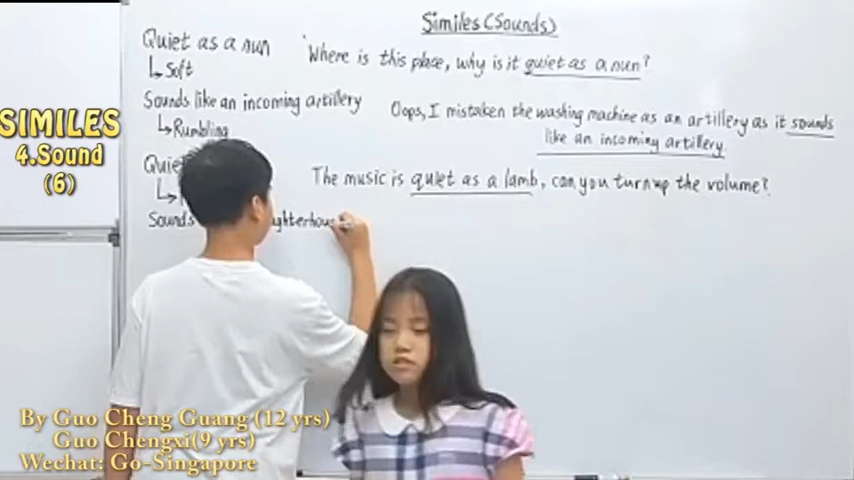 Similes (Sounds)
Quiet as a nun
↳ Soft
Where is this place, why is it quiet as a nun?
Sounds like an incoming artillery
↳ Rumbling
Oops, I mistaken the washing machine as an artillery as it sounds
like an incoming artillery.
The music is quiet as a lamb, can you turn up the volume?
Sounds
SIMILES
4.Sound
(6)
By Guo Cheng Guang (12 yrs)
Guo Chengxi(9 yrs)
Wechat: Go-Singapore